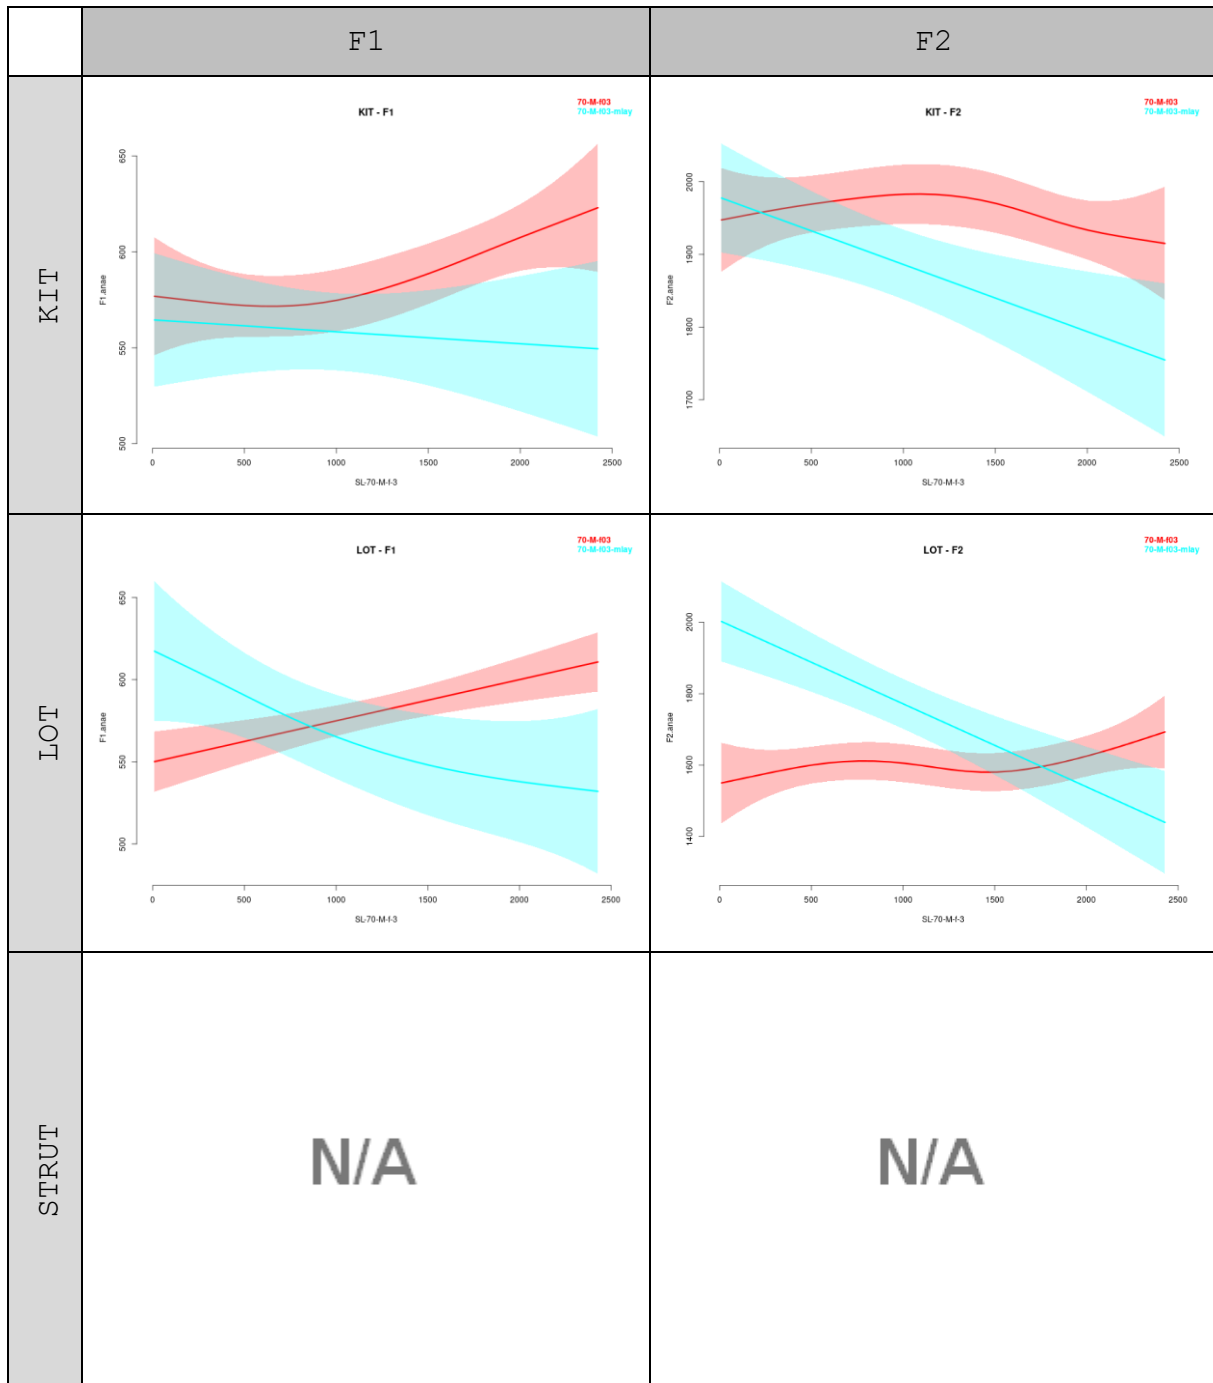 F1 F2
KIT
KIT - F1
70-M-f03
70-M-f03-mlay
650
600
550
500
F1.anae
0 500 1000 1500 2000 2500
SL-70-M-f-3
KIT - F2
70-M-f03
70-M-f03-mlay
2000
1900
1800
1700
F2.anae
0 500 1000 1500 2000 2500
SL-70-M-f-3
LOT
LOT - F1
70-M-f03
70-M-f03-mlay
650
600
550
500
F1.anae
0 500 1000 1500 2000 2500
SL-70-M-f-3
LOT - F2
70-M-f03
70-M-f03-mlay
2000
1800
1600
1400
F2.anae
0 500 1000 1500 2000 2500
SL-70-M-f-3
STRUT
N/A N/A